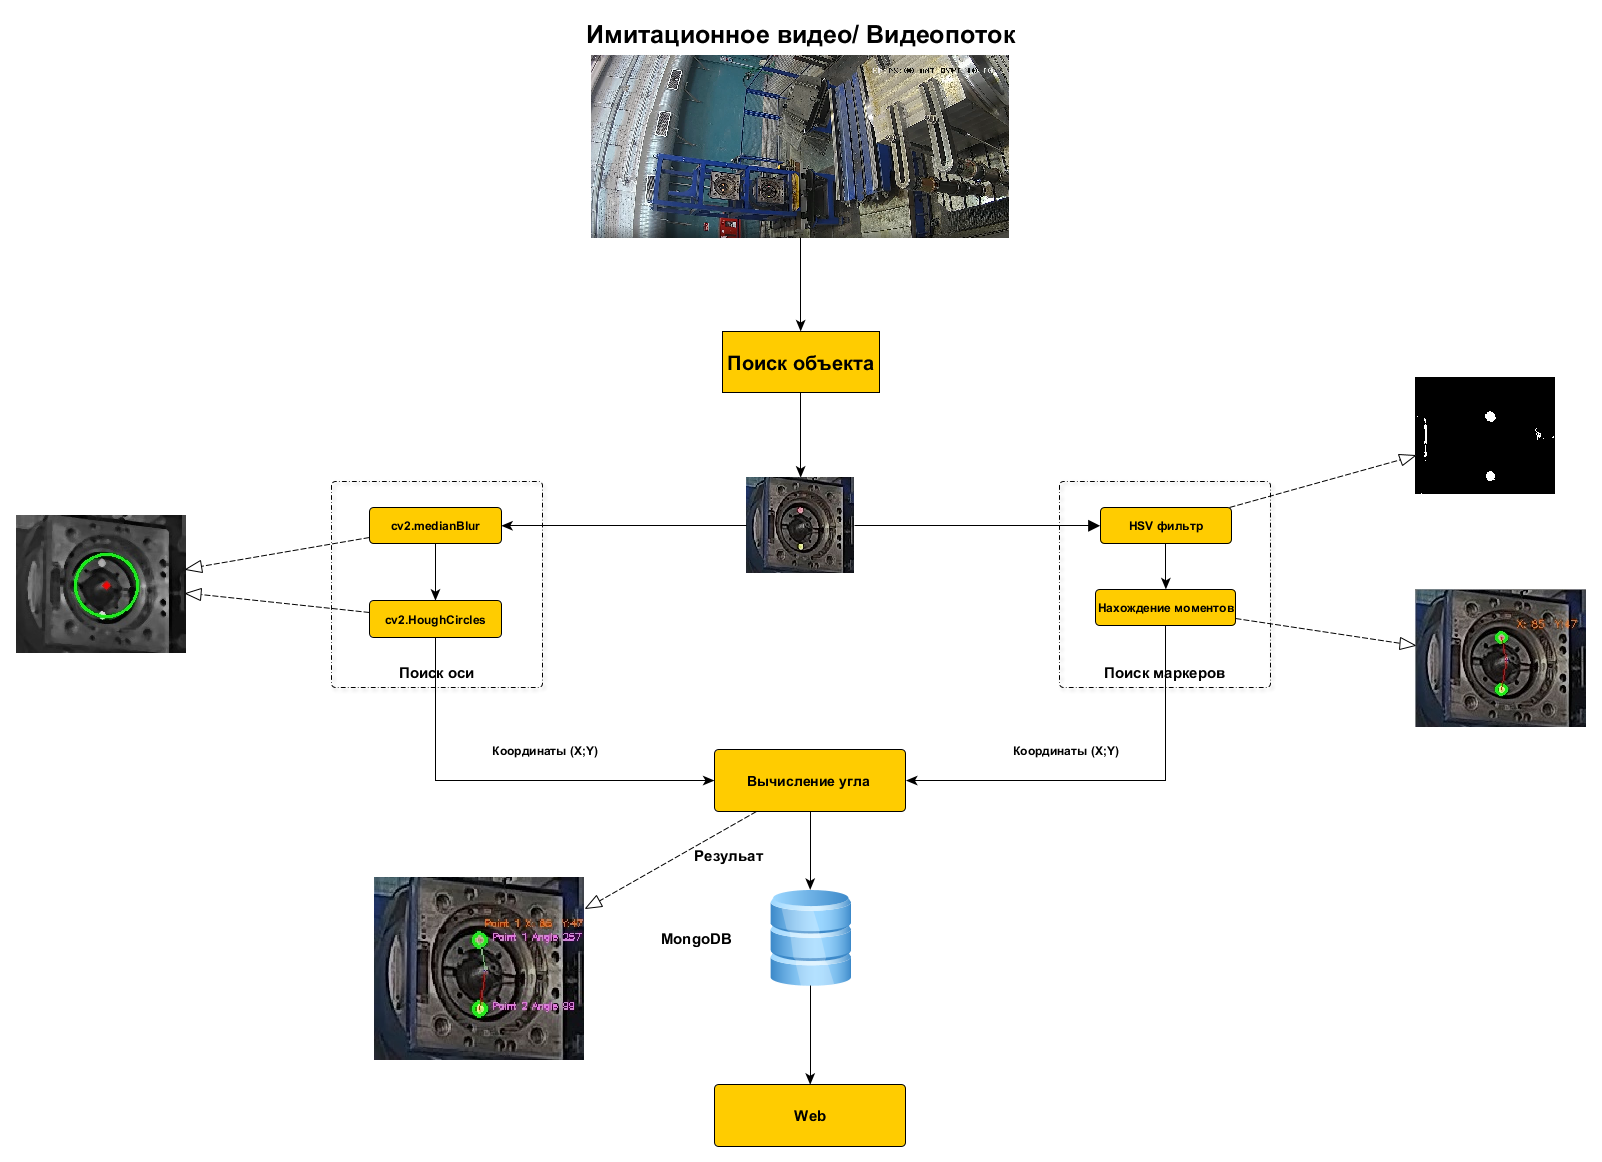 Имитационное видео/ Видеопоток
Поиск объекта
cv2.medianBlur
cv2.HoughCircles
Поиск оси
HSV фильтр
Нахождение моментов
Поиск маркеров
X: 85 Y:47
Координаты (X;Y)
Координаты (X;Y)
Вычисление угла
Резульат
Point 1 X: 85 Y:47
Point 1 Angle:257
Point 2 Angle:99
MongoDB
Web